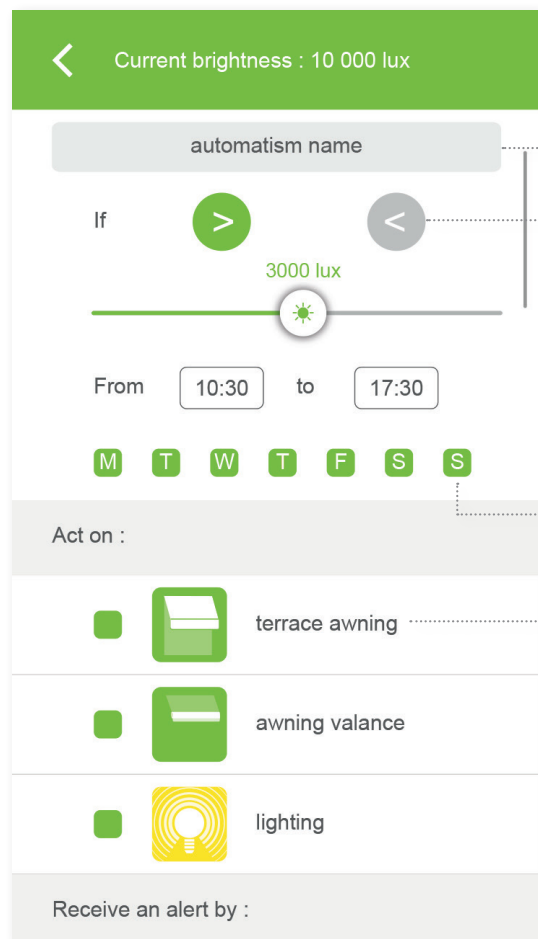 Current brightness : 10 000 lux
automatism name
If > <
3000 lux
From 10:30 to 17:30
M T W T F S S
Act on :
terrace awning
awning valance
lighting
Receive an alert by :